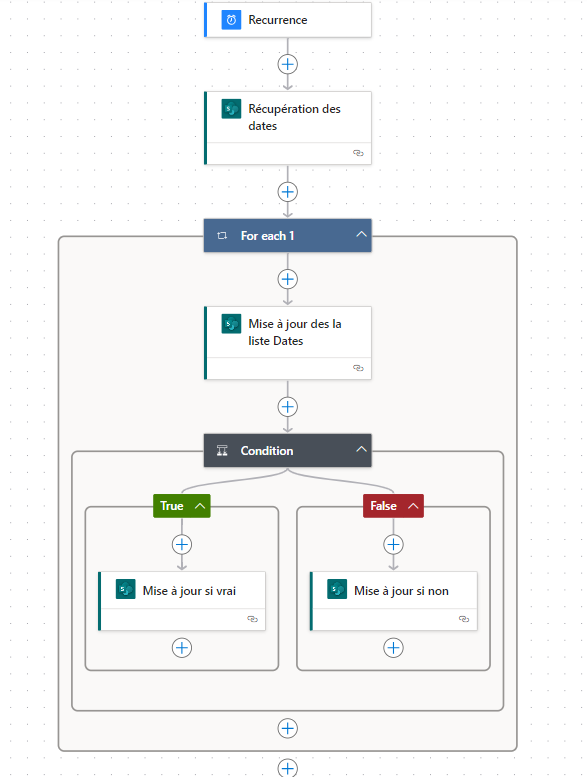 Recurrence
Récupération des
dates
For each 1
Mise à jour des la
liste Dates
Condition
True
False
Mise à jour si vrai
Mise à jour si non